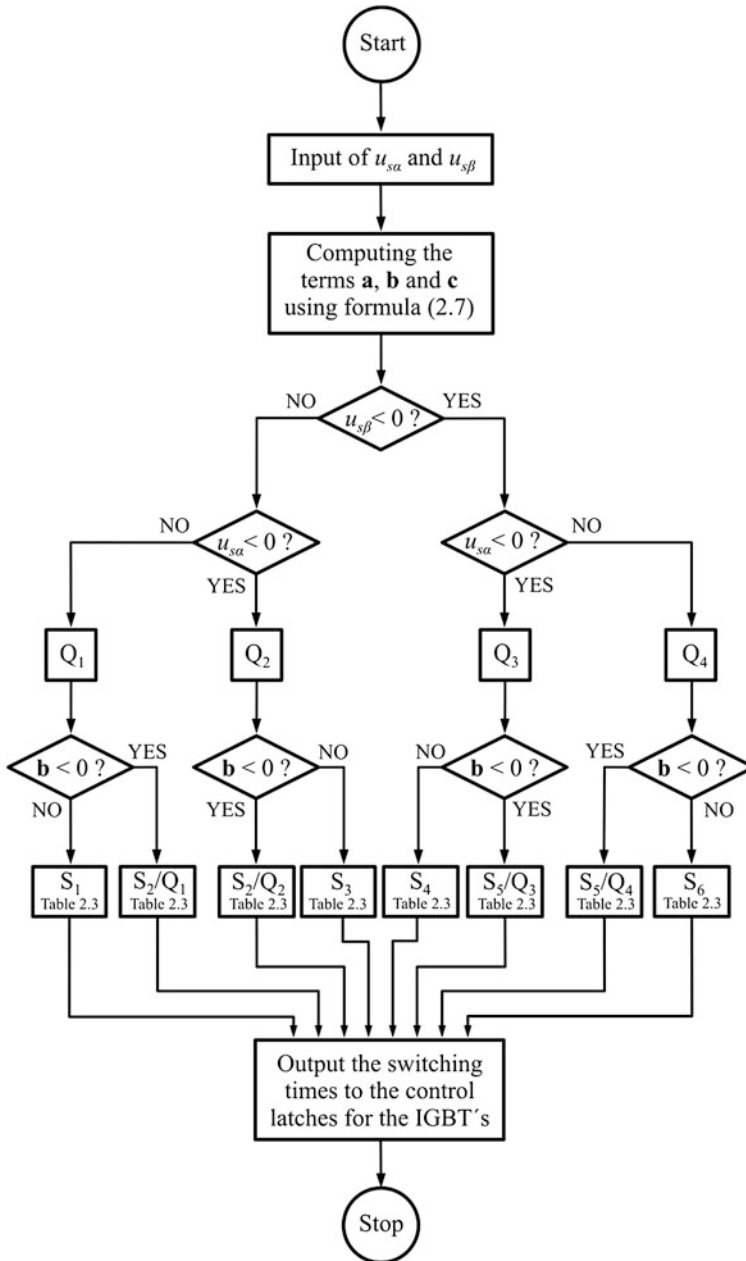 Start
Input of usα and usβ
Computing the
terms a, b and c
using formula (2.7)
NO
YES
usβ< 0 ?
NO
usα< 0 ?
YES
usα< 0 ?
NO
YES
Q1
Q2
Q3
Q4
b < 0 ?
YES
NO
b < 0 ?
NO
YES
NO
b < 0 ?
YES
YES
b < 0 ?
NO
S1
Table 2.3
S2/Q1
Table 2.3
S2/Q2
Table 2.3
S3
Table 2.3
S4
Table 2.3
S5/Q3
Table 2.3
S5/Q4
Table 2.3
S6
Table 2.3
Output the switching
times to the control
latches for the IGBT´s
Stop